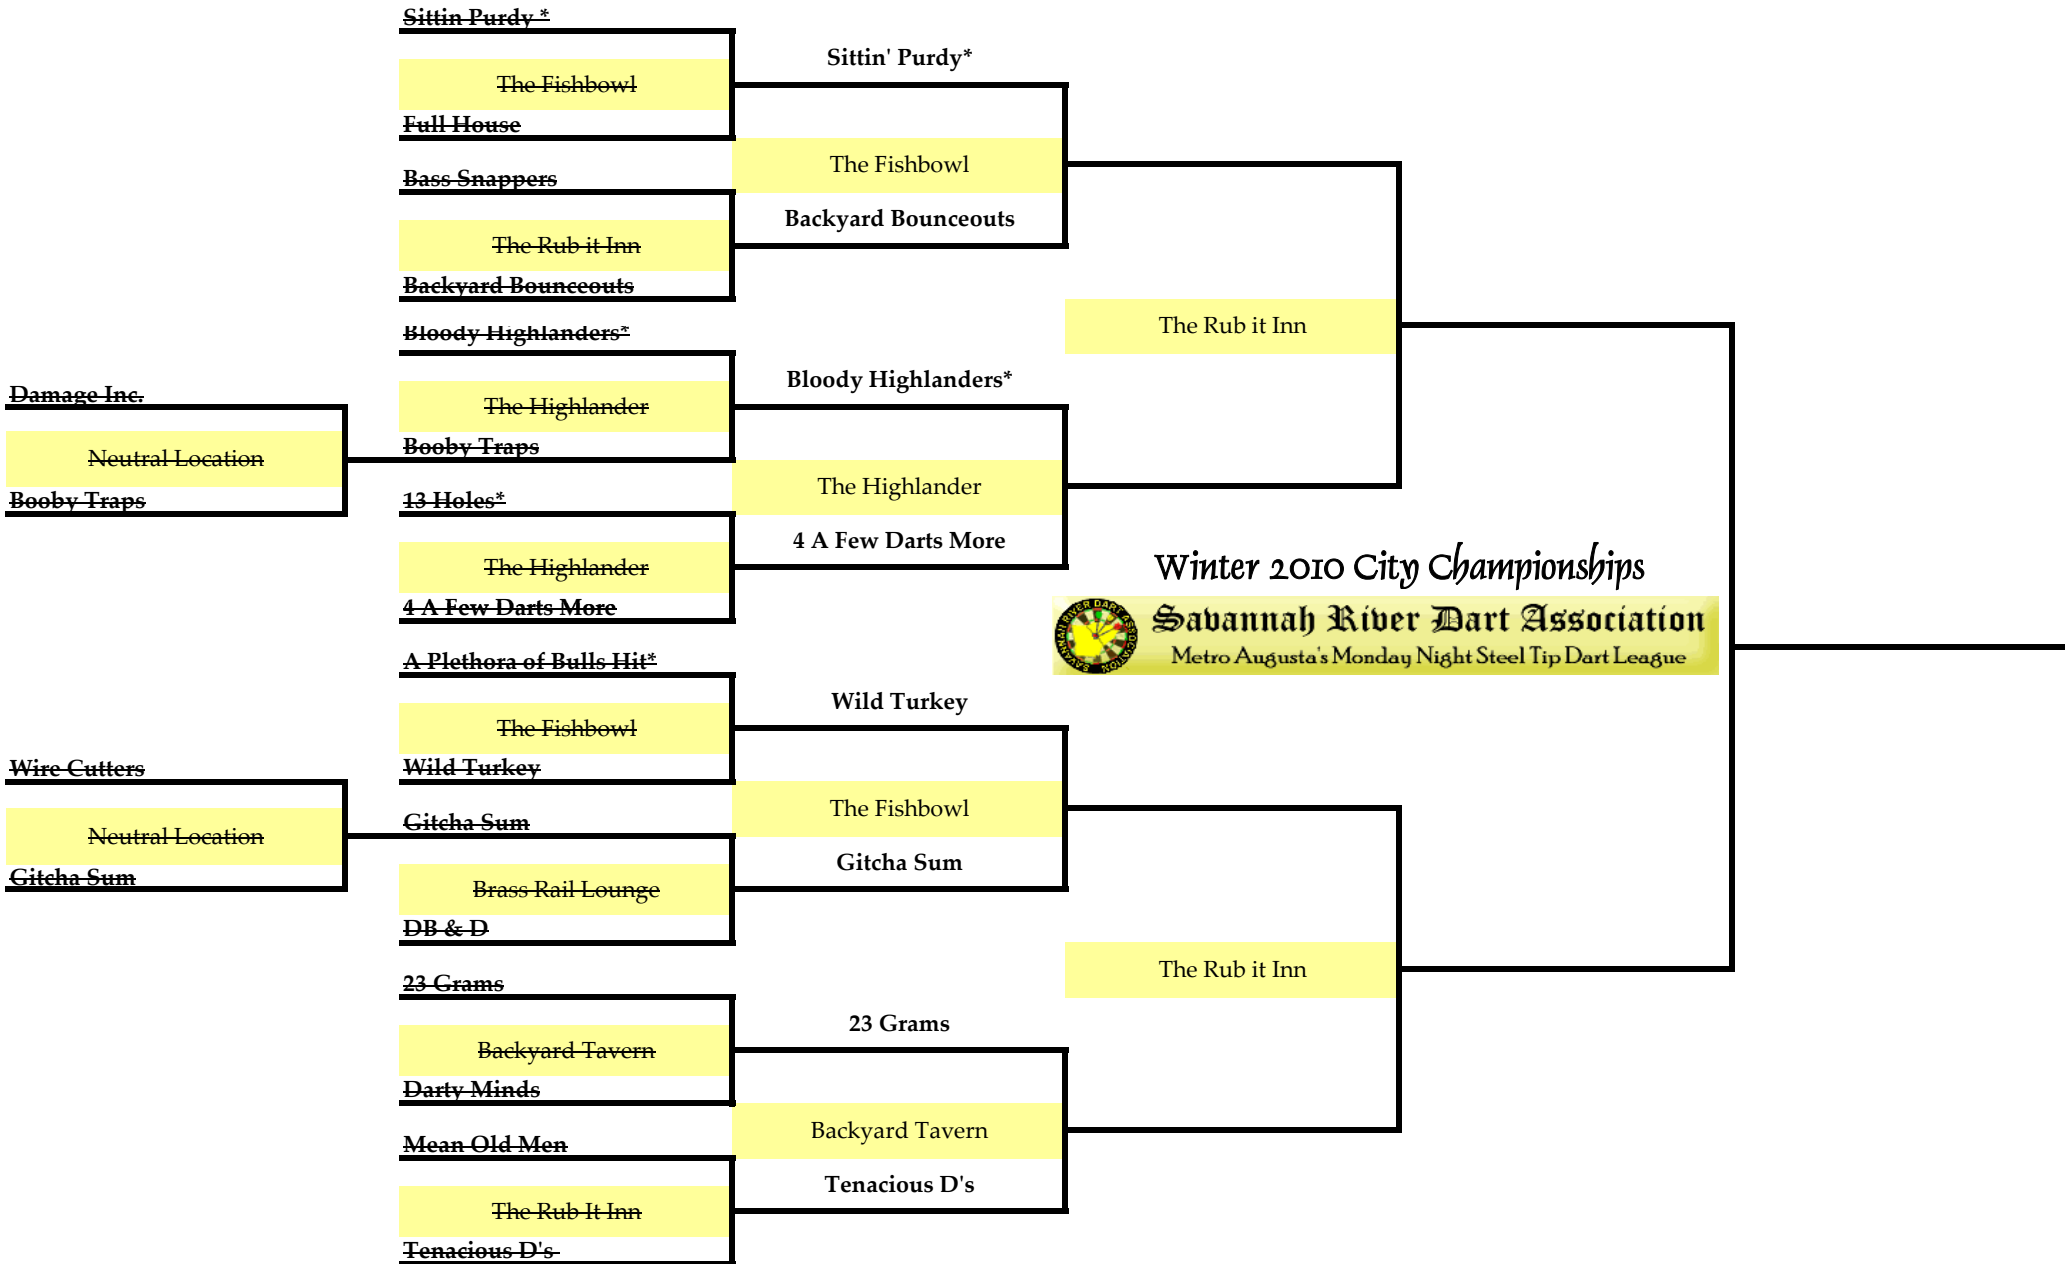 Sittin Purdy *
Sittin' Purdy*
The Fishbowl
Full House
The Fishbowl
Bass Snappers
Backyard Bounceouts
The Rub it Inn
Backyard Bounceouts
The Rub it Inn
Bloody Highlanders*
Bloody Highlanders*
Damage Inc.
The Highlander
Booby Traps
Neutral Location
The Highlander
Booby Traps
13 Holes*
4 A Few Darts More
The Highlander
4 A Few Darts More
Winter 2010 City Championships
Savannah River Dart Association
Metro Augusta's Monday Night Steel Tip Dart League
SAVANNAH RIVER DART ASSOCIATION
A Plethora of Bulls Hit*
Wild Turkey
The Fishbowl
Wire Cutters
Wild Turkey
The Fishbowl
Gitcha Sum
Neutral Location
Gitcha Sum
Gitcha Sum
Brass Rail Lounge
DB & D
The Rub it Inn
23 Grams
23 Grams
Backyard Tavern
Darty Minds
Backyard Tavern
Mean Old Men
Tenacious D's
The Rub It Inn
Tenacious D's